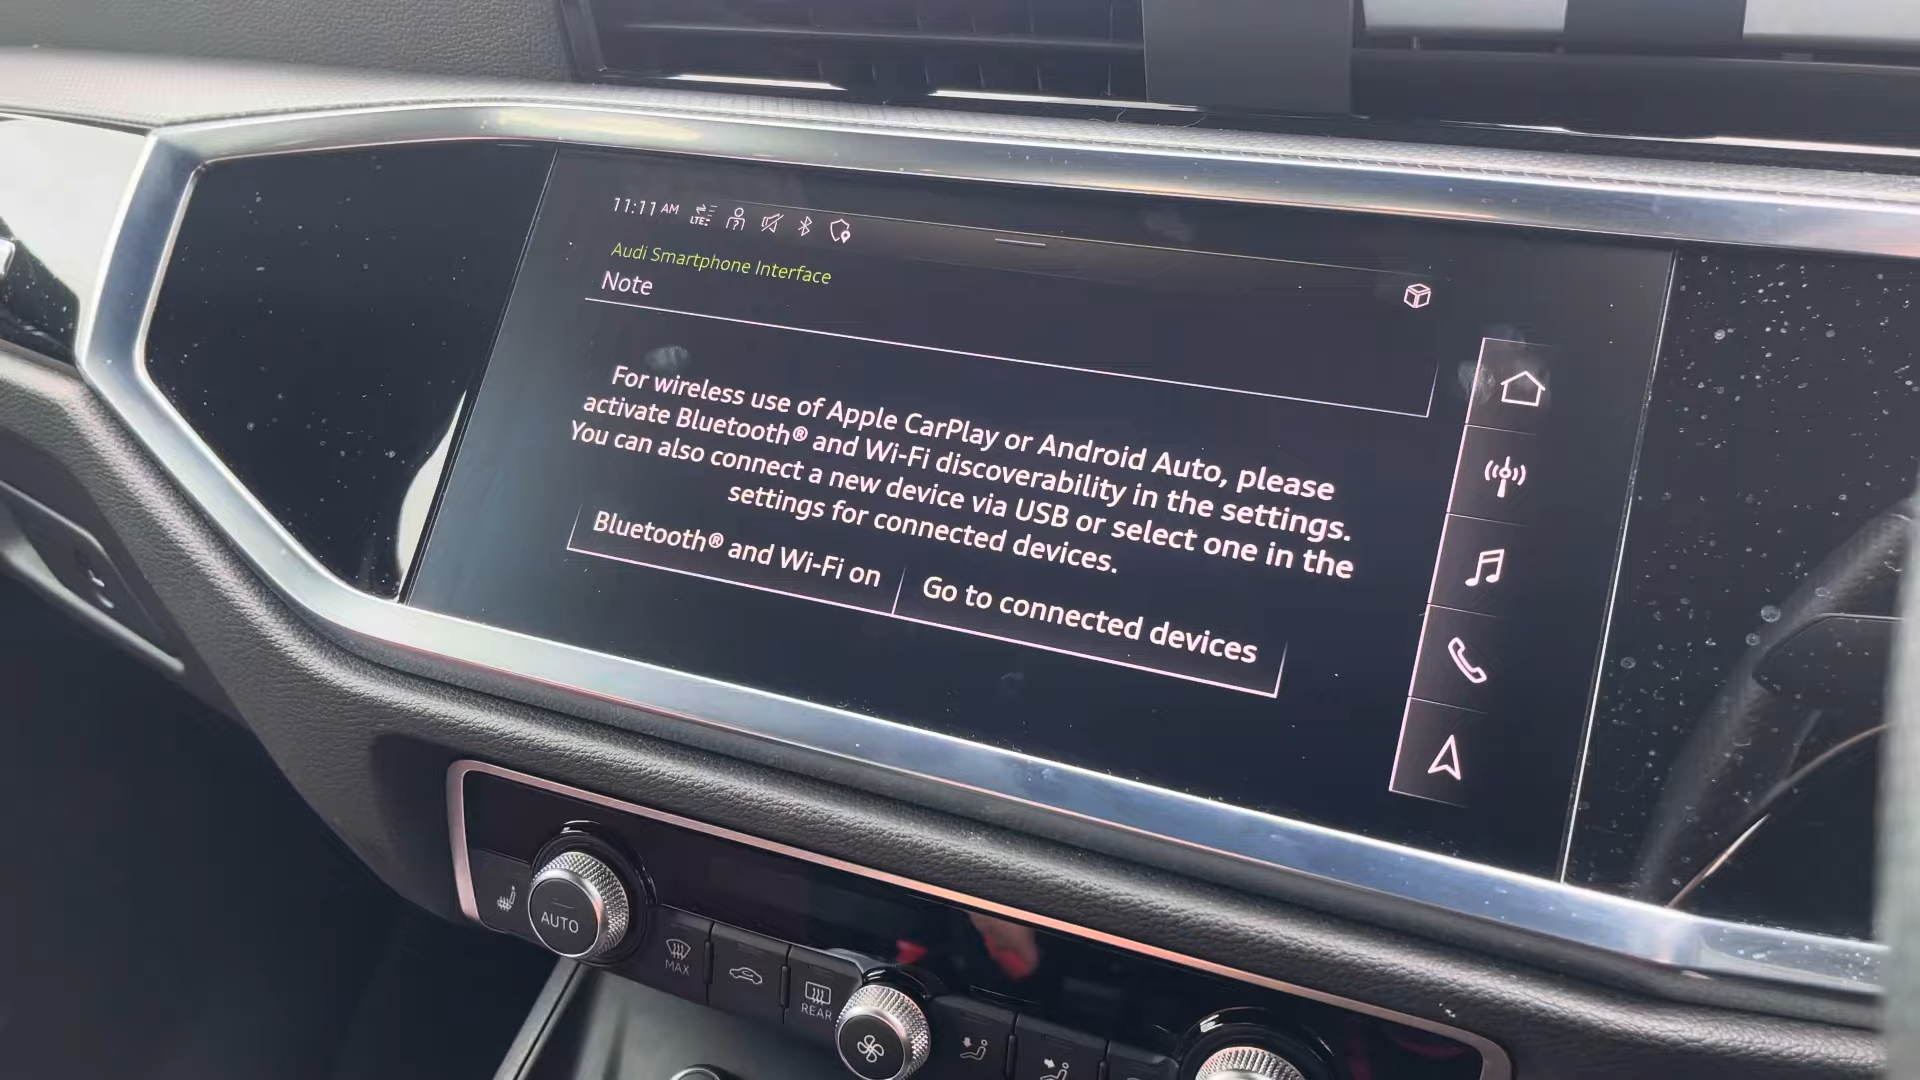 11:11 AM LTE
Audi Smartphone Interface
Note
For wireless use of Apple CarPlay or Android Auto, please
activate Bluetooth® and Wi-Fi discoverability in the settings.
You can also connect a new device via USB or select one in the
settings for connected devices.
Bluetooth® and Wi-Fi on
Go to connected devices
AUTO
MAX
REAR